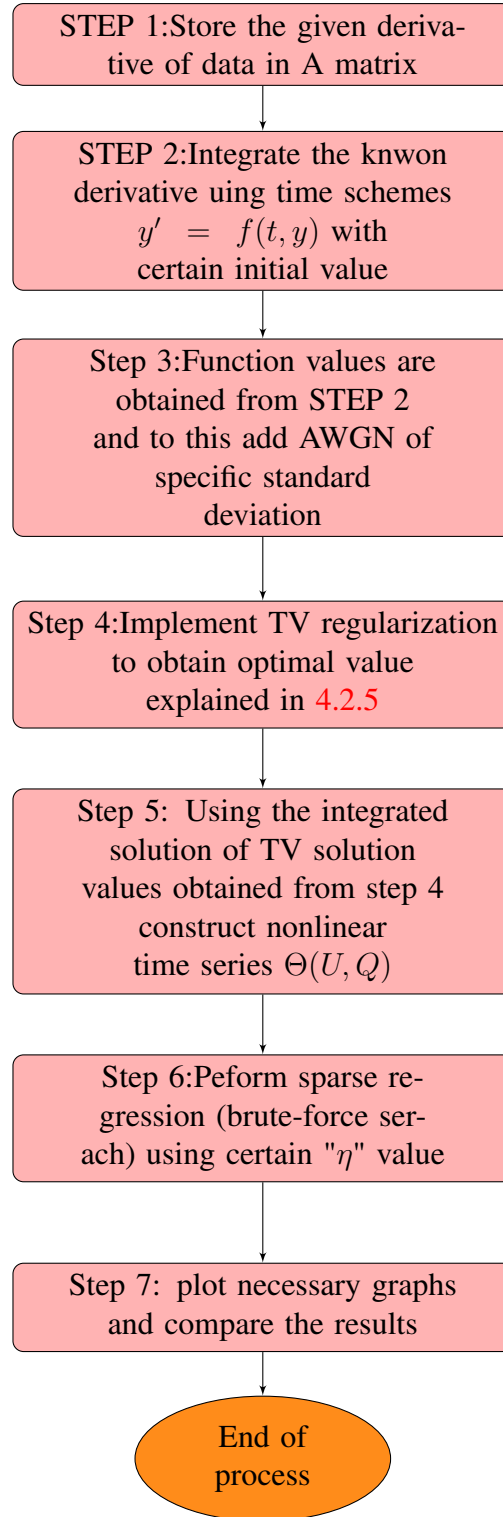 STEP 1:Store the given deriva-
tive of data in A matrix
STEP 2:Integrate the knwon
derivative uing time schemes
y′ = f(t, y) with
certain initial value
Step 3:Function values are
obtained from STEP 2
and to this add AWGN of
specific standard
deviation
Step 4:Implement TV regularization
to obtain optimal value
explained in 4.2.5
Step 5: Using the integrated
solution of TV solution
values obtained from step 4
construct nonlinear
time series Θ(U, Q)
Step 6:Peform sparse re-
gression (brute-force ser-
ach) using certain "η" value
Step 7: plot necessary graphs
and compare the results
End of
process